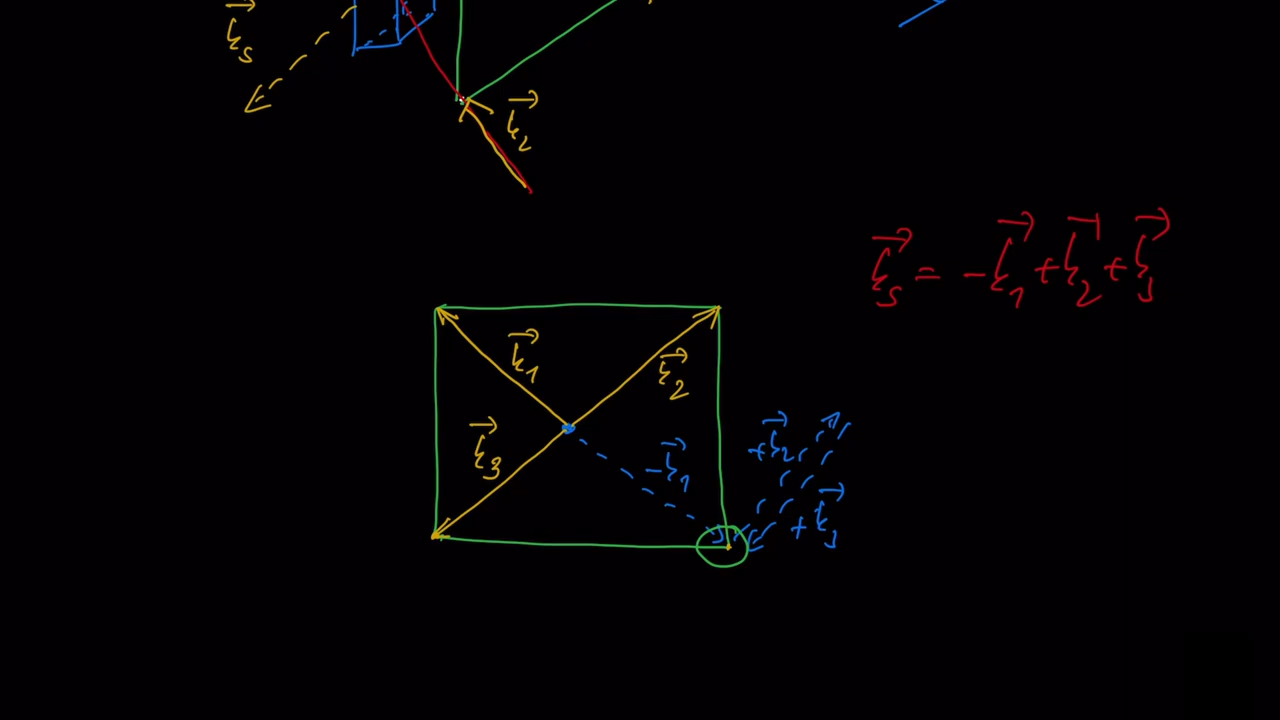 k⃗s
k⃗2
k⃗s = -k⃗1 + k⃗2 + k⃗3
k⃗1
k⃗2
k⃗3
-k⃗1
+k⃗2
+k⃗3